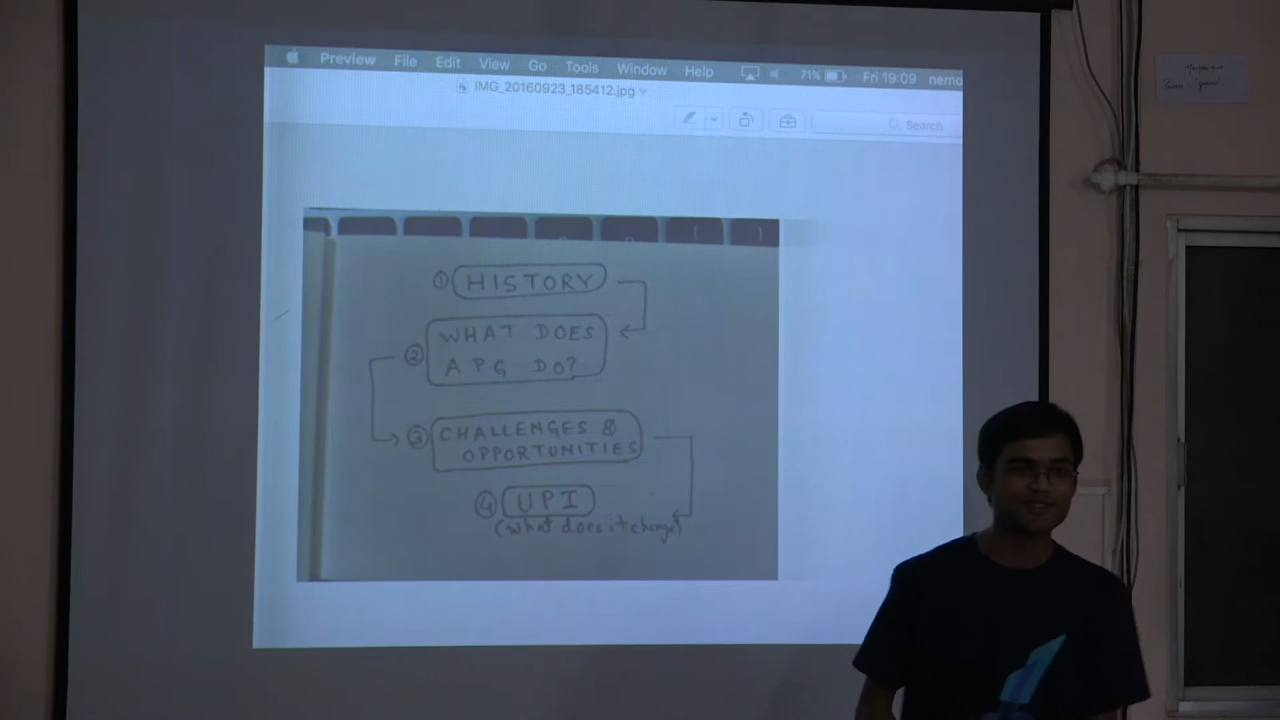 Preview File Edit View Go Tools Window Help 71% Fri 19:09 nemo
IMG_20160923_185412.jpg
Search
{ }
① HISTORY
② WHAT DOES
APG DO?
③ CHALLENGES &
OPPORTUNITIES
④ UPI
(what does it change)